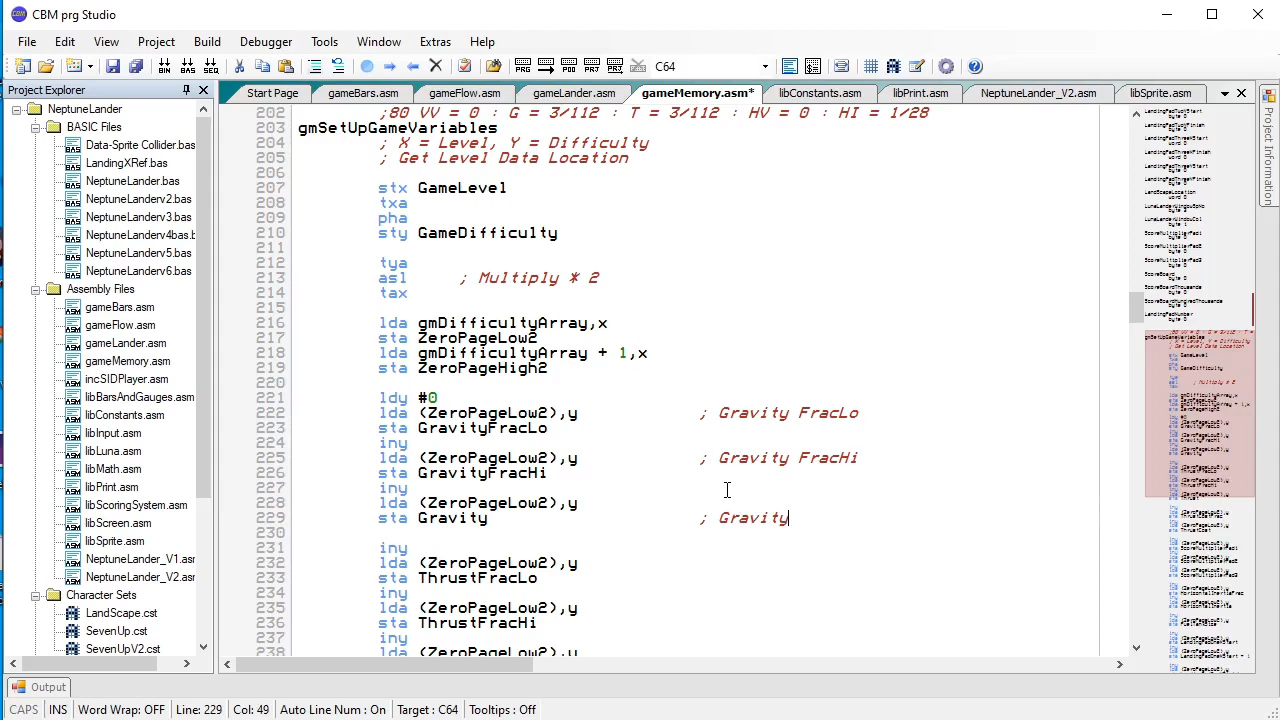 CBM prg Studio
File Edit View Project Build Debugger Tools Window Extras Help
C64
Project Explorer
Start Page gameBars.asm gameFlow.asm gameLander.asm gameMemory.asm* libConstants.asm libPrint.asm NeptuneLander_V2.asm libSprite.asm
NeptuneLander
BASIC Files
Data-Sprite Collider.bas
LandingXRef.bas
NeptuneLander.bas
NeptuneLanderv2.bas
NeptuneLanderv3.bas
NeptuneLanderv4bas.b
NeptuneLanderv5.bas
NeptuneLanderv6.bas
Assembly Files
gameBars.asm
gameFlow.asm
gameLander.asm
gameMemory.asm
incSIDPlayer.asm
libBarsAndGauges.asm
libConstants.asm
libInput.asm
libLuna.asm
libMath.asm
libPrint.asm
libScoringSystem.asm
libScreen.asm
libSprite.asm
NeptuneLander_V1.asn
NeptuneLander_V2.asn
Character Sets
LandScape.cst
SevenUp.cst
SevenUpV2.cst
202 ;80 VV = 0 : G = 3/112 : T = 3/112 : HV = 0 : HI = 1/28
203 gmSetUpGameVariables
204 ; X = Level, Y = Difficulty
205 ; Get Level Data Location
206
207 stx GameLevel
208 txa
209 pha
210 sty GameDifficulty
211
212 tya
213 asl ; Multiply * 2
214 tax
215
216 lda gmDifficultyArray,x
217 sta ZeroPageLow2
218 lda gmDifficultyArray + 1,x
219 sta ZeroPageHigh2
220
221 ldy #0
222 lda (ZeroPageLow2),y ; Gravity FracLo
223 sta GravityFracLo
224 iny
225 lda (ZeroPageLow2),y ; Gravity FracHi
226 sta GravityFracHi
227 iny
228 lda (ZeroPageLow2),y
229 sta Gravity ; Gravity
230
231 iny
232 lda (ZeroPageLow2),y
233 sta ThrustFracLo
234 iny
235 lda (ZeroPageLow2),y
236 sta ThrustFracHi
237 iny
238 lda (ZeroPageLow2),y
Project Information
Output
CAPS INS Word Wrap: OFF Line: 229 Col: 49 Auto Line Num : On Target : C64 Tooltips : Off